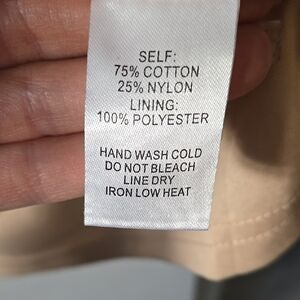 SELF:
75% COTTON
25% NYLON
LINING:
100% POLYESTER
HAND WASH COLD
DO NOT BLEACH
LINE DRY
IRON LOW HEAT